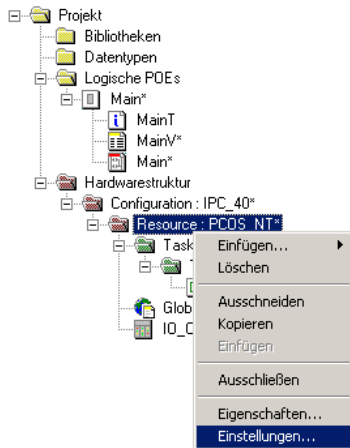 Projekt
Bibliotheken
Datentypen
Logische POEs
Main*
MainT
MainV*
Main*
Hardwarestruktur
Configuration : IPC_40*
Resource : PCOS_NT*
Task
Einfügen...
Löschen
Glob
Ausschneiden
IO_C
Kopieren
Einfügen
Ausschließen
Eigenschaften...
Einstellungen...